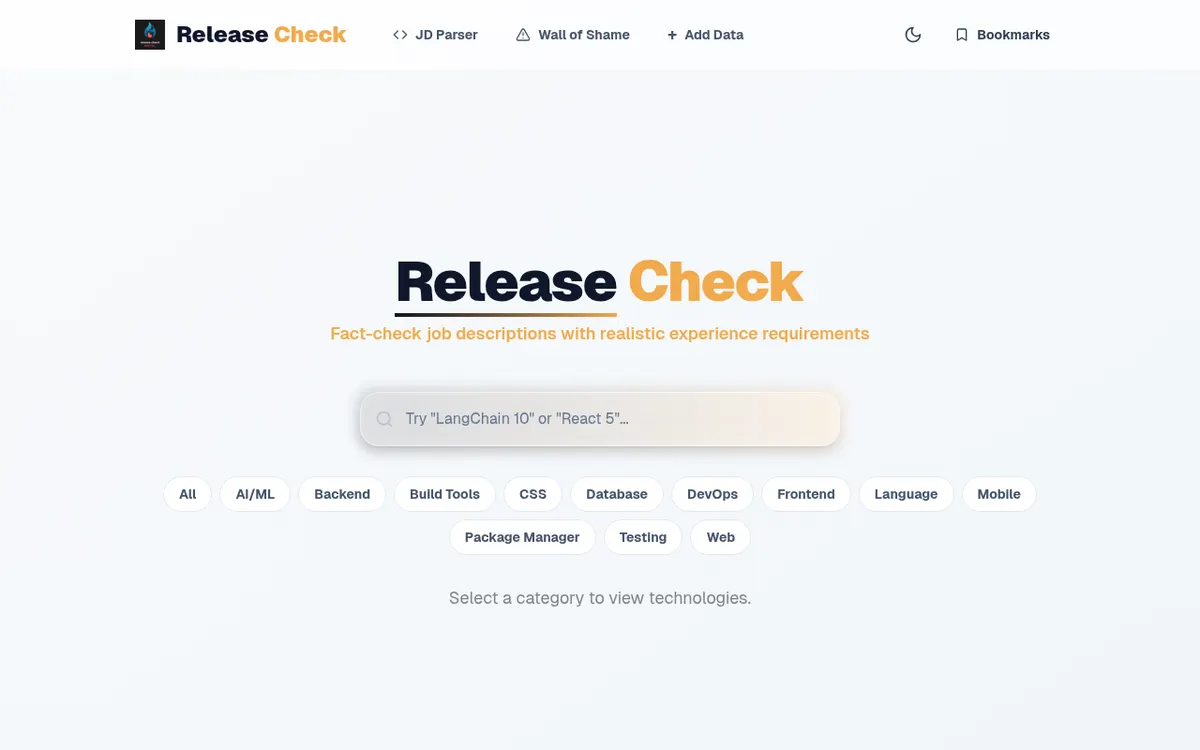 Release Check
JD Parser
Wall of Shame
+ Add Data
Bookmarks
Release Check
Fact-check job descriptions with realistic experience requirements
Try "LangChain 10" or "React 5"...
All
AI/ML
Backend
Build Tools
CSS
Database
DevOps
Frontend
Language
Mobile
Package Manager
Testing
Web
Select a category to view technologies.